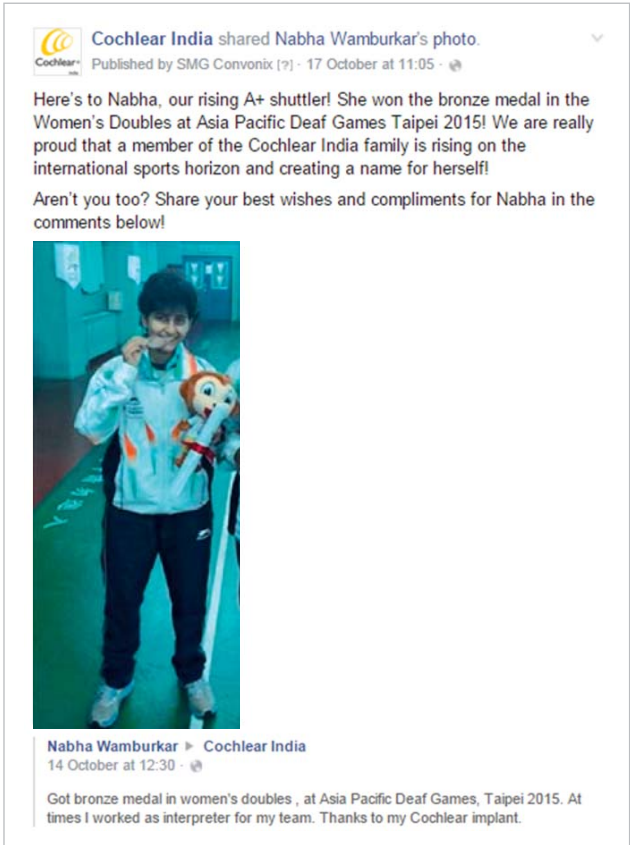 Cochlear India shared Nabha Wamburkar's photo.
Cochlear
India
Published by SMG Convonix [?] · 17 October at 11:05 ·
Here's to Nabha, our rising A+ shuttler! She won the bronze medal in the
Women's Doubles at Asia Pacific Deaf Games Taipei 2015! We are really
proud that a member of the Cochlear India family is rising on the
international sports horizon and creating a name for herself!
Aren't you too? Share your best wishes and compliments for Nabha in the
comments below!
Nabha Wamburkar ▸ Cochlear India
14 October at 12:30 ·
Got bronze medal in women's doubles , at Asia Pacific Deaf Games, Taipei 2015. At
times I worked as interpreter for my team. Thanks to my Cochlear implant.